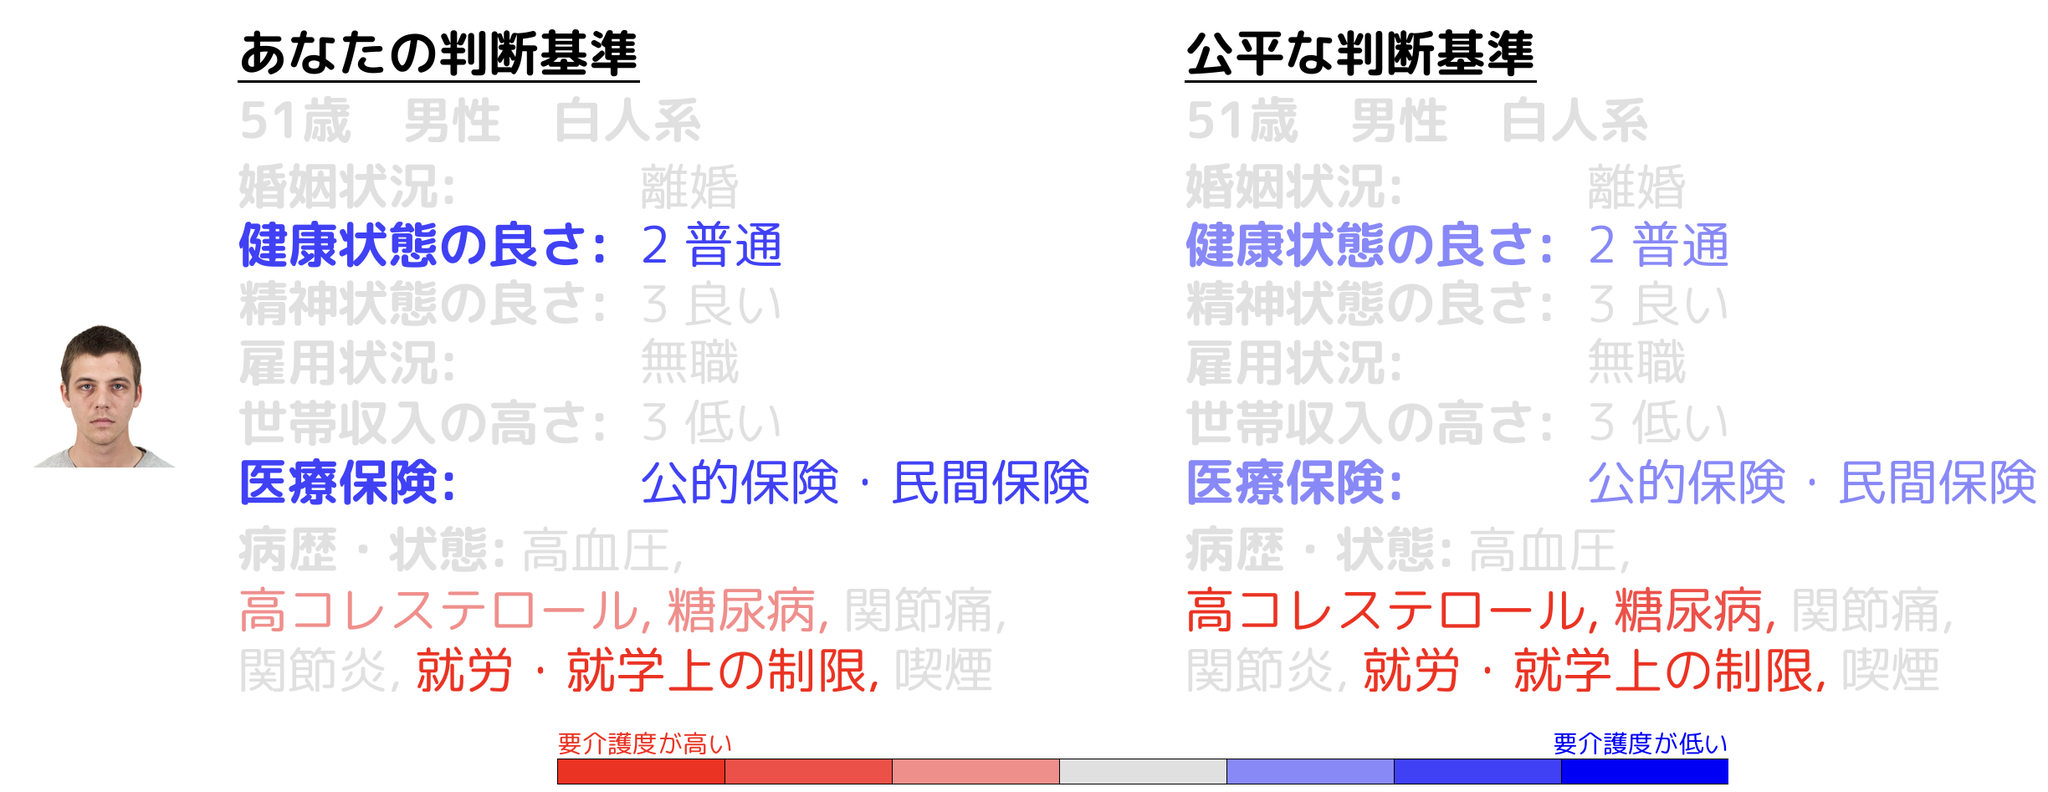 あなたの判断基準
51歳 男性 白人系
婚姻状況: 離婚
健康状態の良さ: 2 普通
精神状態の良さ: 3 良い
雇用状況: 無職
世帯収入の高さ: 3 低い
医療保険: 公的保険・民間保険
病歴・状態: 高血圧,
高コレステロール, 糖尿病, 関節痛,
関節炎, 就労・就学上の制限, 喫煙
公平な判断基準
51歳 男性 白人系
婚姻状況: 離婚
健康状態の良さ: 2 普通
精神状態の良さ: 3 良い
雇用状況: 無職
世帯収入の高さ: 3 低い
医療保険: 公的保険・民間保険
病歴・状態: 高血圧,
高コレステロール, 糖尿病, 関節痛,
関節炎, 就労・就学上の制限, 喫煙
要介護度が高い
要介護度が低い